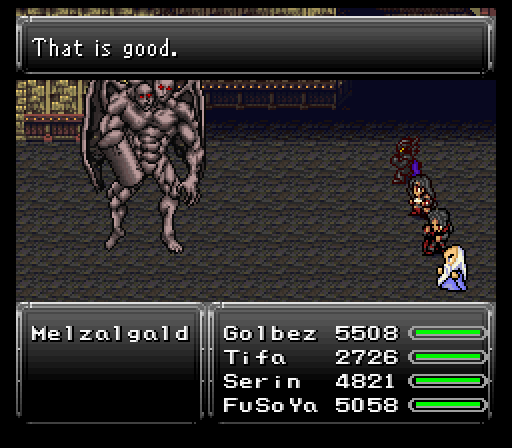 That is good.
Melzalgald
Golbez 5508
Tifa 2726
Serin 4821
FuSoYa 5058